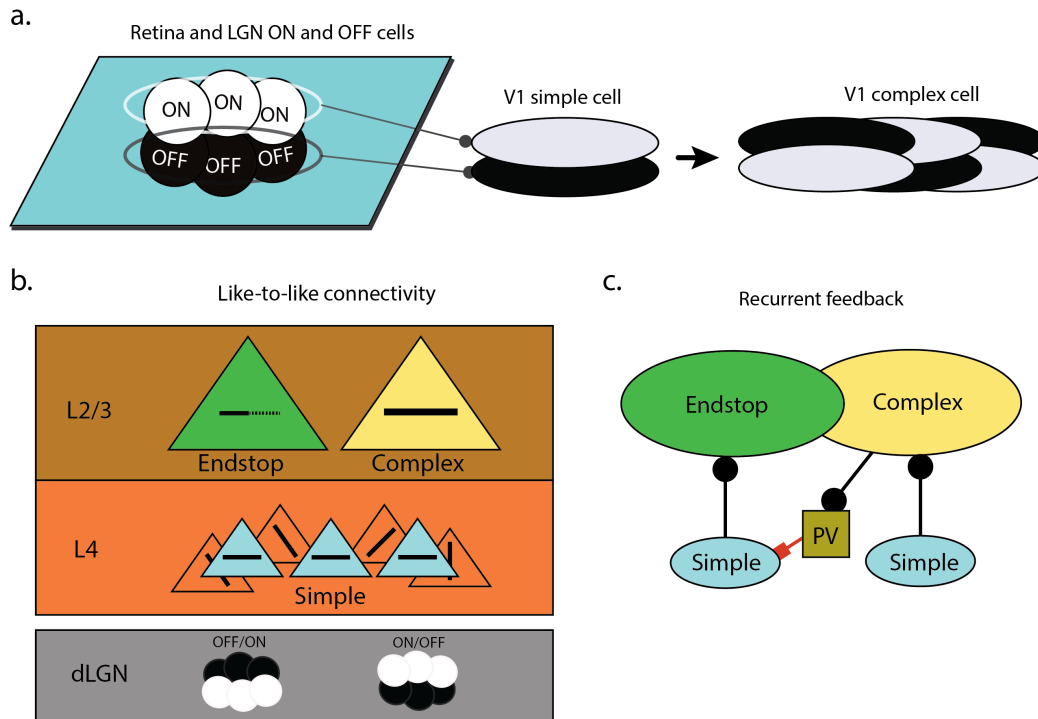 a.
Retina and LGN ON and OFF cells
ON
ON
ON
OFF
OFF
OFF
V1 simple cell
V1 complex cell
b.
Like-to-like connectivity
L2/3
Endstop
Complex
L4
Simple
dLGN
OFF/ON
ON/OFF
c.
Recurrent feedback
Endstop
Complex
PV
Simple
Simple